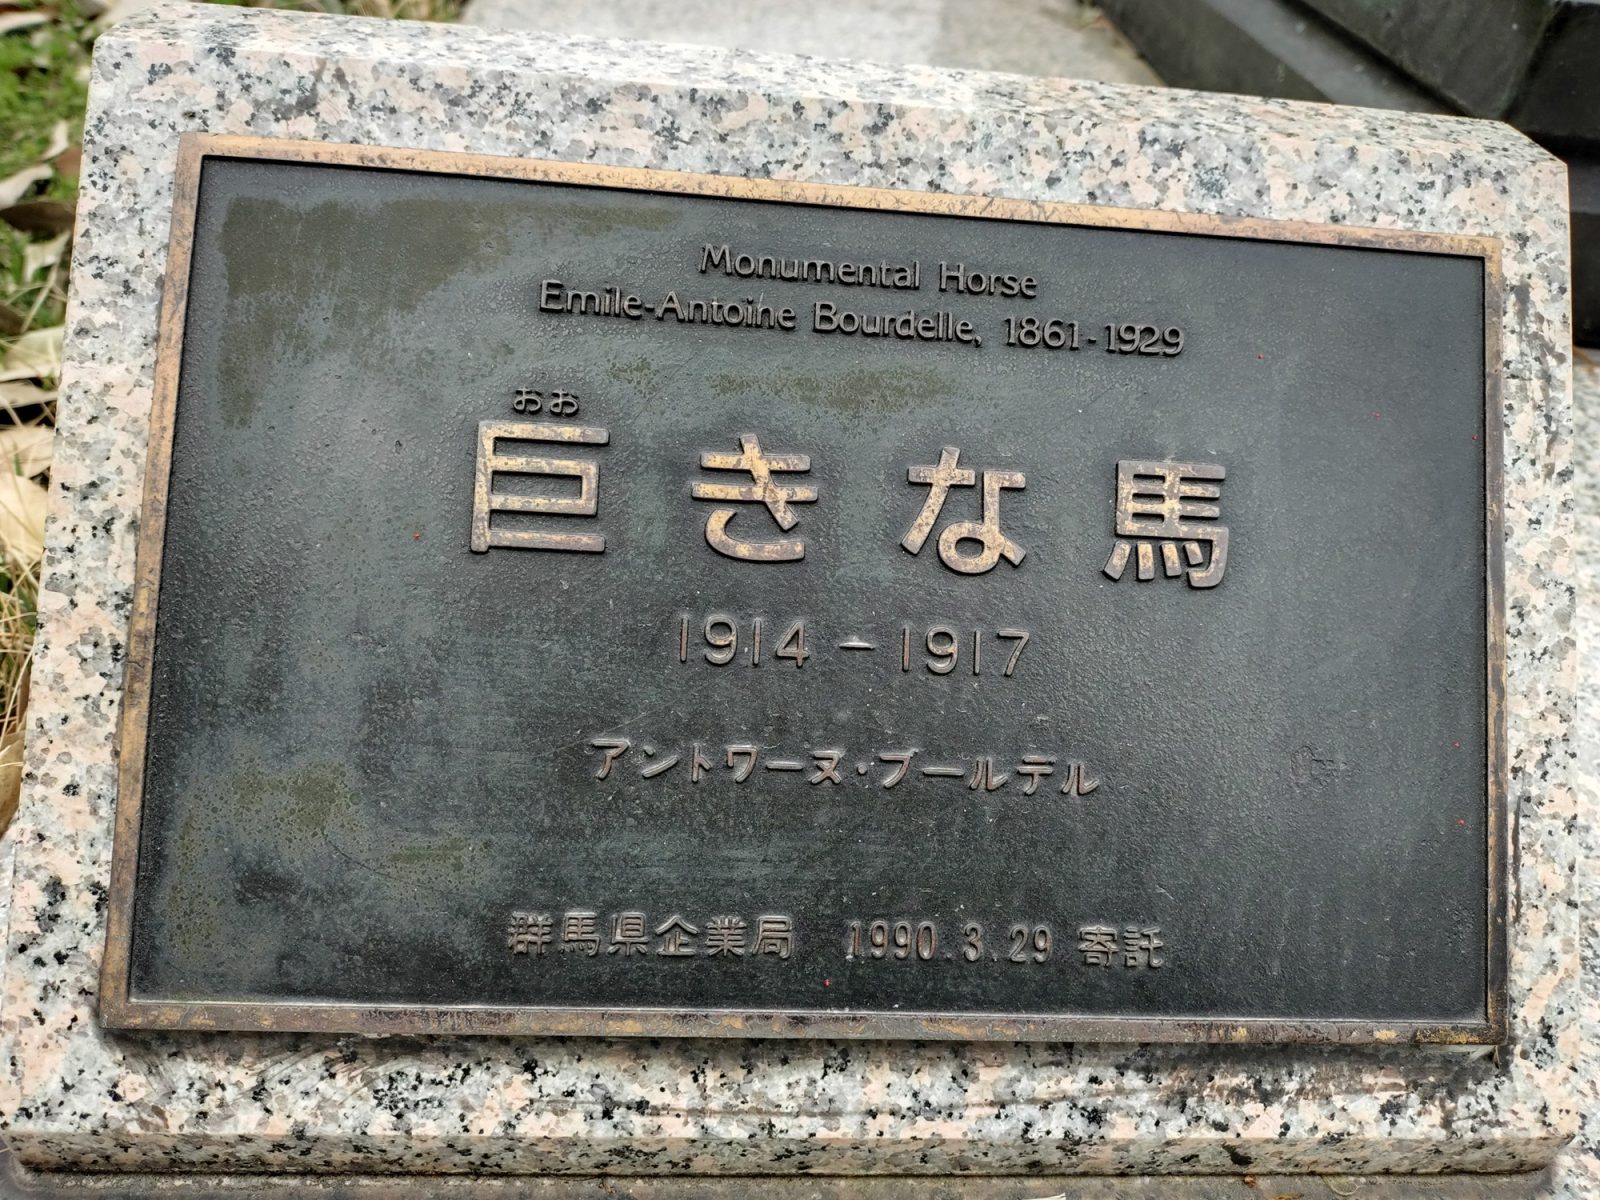 Monumental Horse
Emile-Antoine Bourdelle, 1861-1929
おお
巨きな馬
1914－1917
アントワーヌ・ブールデル
群馬県企業局　1990.3.29 寄託